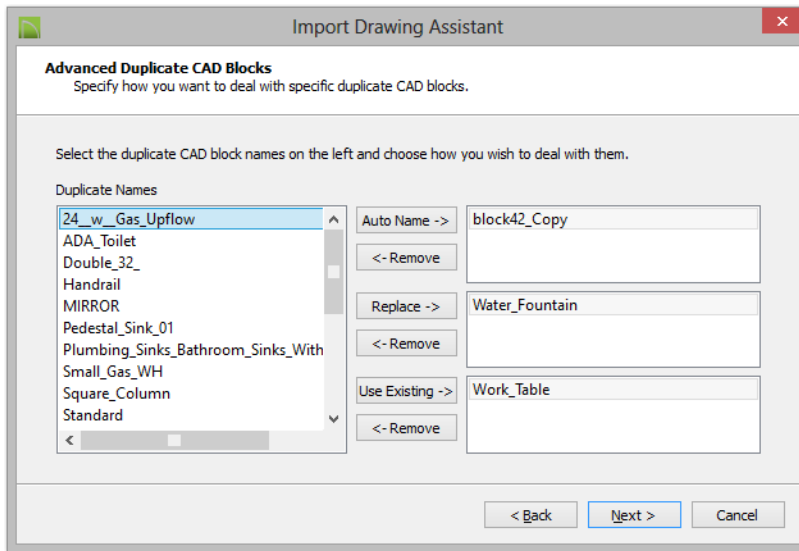 Import Drawing Assistant
Advanced Duplicate CAD Blocks
Specify how you want to deal with specific duplicate CAD blocks.
Select the duplicate CAD block names on the left and choose how you wish to deal with them.
Duplicate Names
24__w__Gas_Upflow
ADA_Toilet
Double_32_
Handrail
MIRROR
Pedestal_Sink_01
Plumbing_Sinks_Bathroom_Sinks_With
Small_Gas_WH
Square_Column
Standard
Auto Name ->
<- Remove
block42_Copy
Replace ->
<- Remove
Water_Fountain
Use Existing ->
<- Remove
Work_Table
< Back
Next >
Cancel